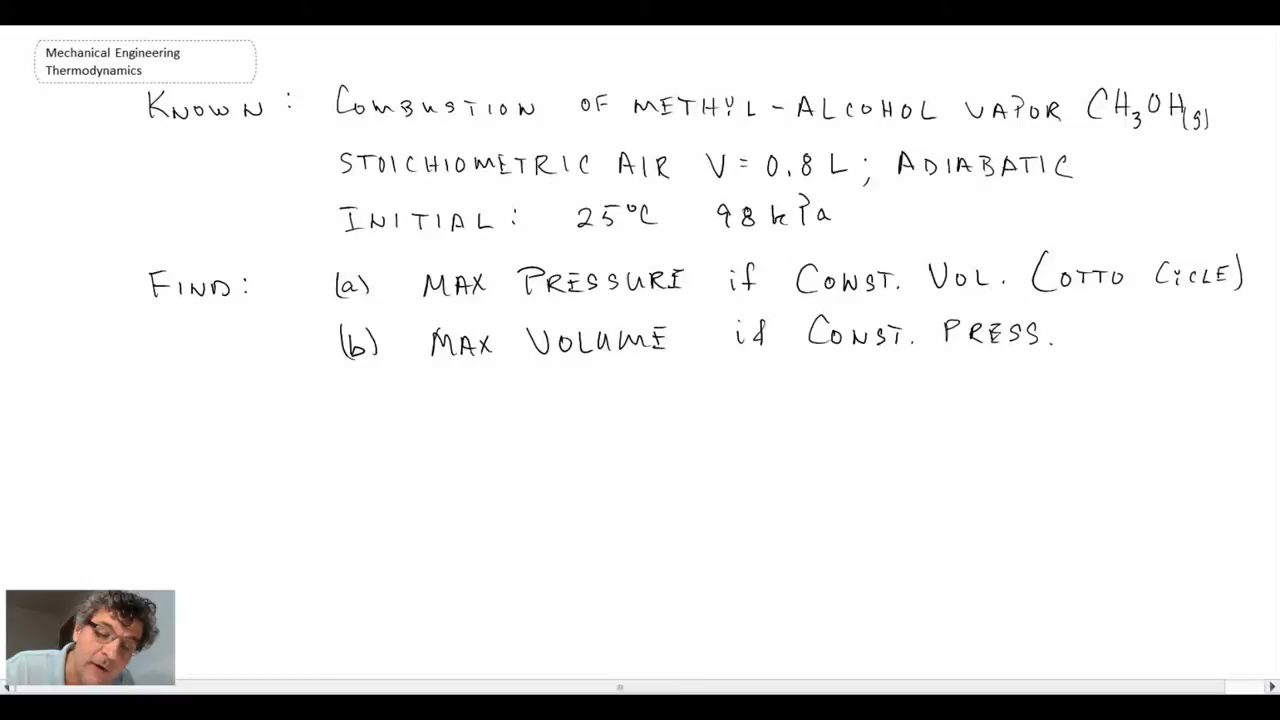 Mechanical Engineering
Thermodynamics
KNOWN: COMBUSTION OF METHYL-ALCOHOL VAPOR CH₃OH(g)
STOICHIOMETRIC AIR V = 0.8 L; ADIABATIC
INITIAL: 25°C 98 kPa
FIND: (a) MAX PRESSURE if CONST. VOL. (OTTO CYCLE)
(b) MAX VOLUME if CONST. PRESS.